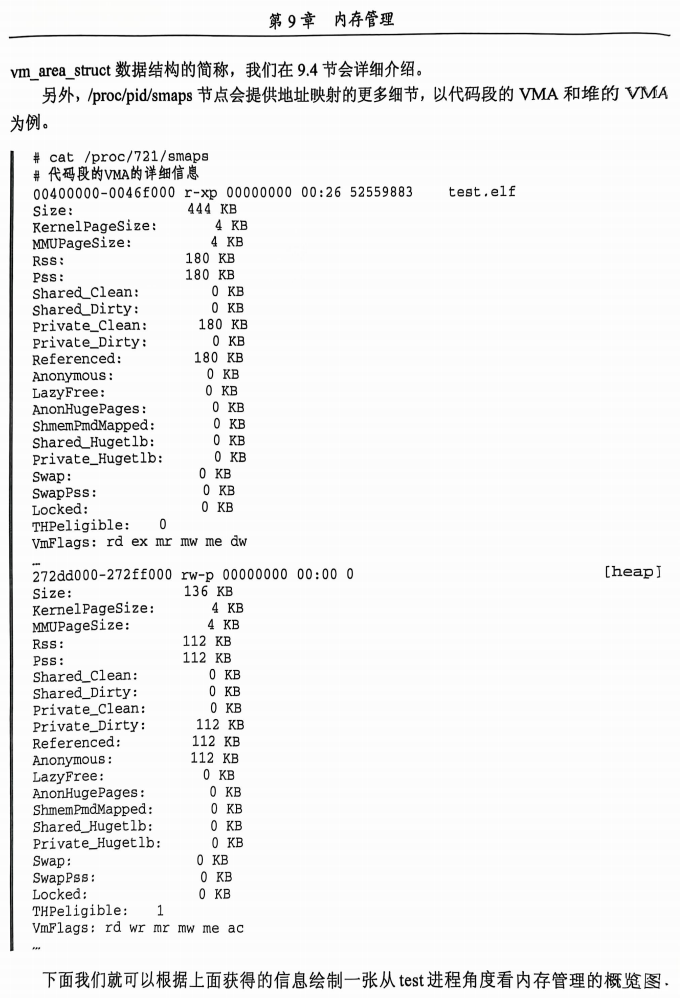 第9章 内存管理
vm_area_struct 数据结构的简称，我们在 9.4 节会详细介绍。
另外，/proc/pid/smaps 节点会提供地址映射的更多细节，以代码段的 VMA 和堆的 VMA
为例。
# cat /proc/721/smaps
# 代码段的VMA的详细信息
00400000-0046f000 r-xp 00000000 00:26 52559883 test.elf
Size: 444 KB
KernelPageSize: 4 KB
MMUPageSize: 4 KB
Rss: 180 KB
Pss: 180 KB
Shared_Clean: 0 KB
Shared_Dirty: 0 KB
Private_Clean: 180 KB
Private_Dirty: 0 KB
Referenced: 180 KB
Anonymous: 0 KB
LazyFree: 0 KB
AnonHugePages: 0 KB
ShmemPmdMapped: 0 KB
Shared_Hugetlb: 0 KB
Private_Hugetlb: 0 KB
Swap: 0 KB
SwapPss: 0 KB
Locked: 0 KB
THPeligible: 0
VmFlags: rd ex mr mw me dw
…
272dd000-272ff000 rw-p 00000000 00:00 0 [heap]
Size: 136 KB
KernelPageSize: 4 KB
MMUPageSize: 4 KB
Rss: 112 KB
Pss: 112 KB
Shared_Clean: 0 KB
Shared_Dirty: 0 KB
Private_Clean: 0 KB
Private_Dirty: 112 KB
Referenced: 112 KB
Anonymous: 112 KB
LazyFree: 0 KB
AnonHugePages: 0 KB
ShmemPmdMapped: 0 KB
Shared_Hugetlb: 0 KB
Private_Hugetlb: 0 KB
Swap: 0 KB
SwapPss: 0 KB
Locked: 0 KB
THPeligible: 1
VmFlags: rd wr mr mw me ac
…
下面我们就可以根据上面获得的信息绘制一张从 test 进程角度看内存管理的概览图.